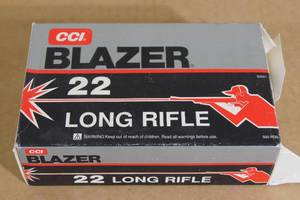 CCI
BLAZER
22
LONG RIFLE
WARNING Keep out of reach of children. Read all warnings before use.
CCI
BLAZER
22 LONG RIFLE